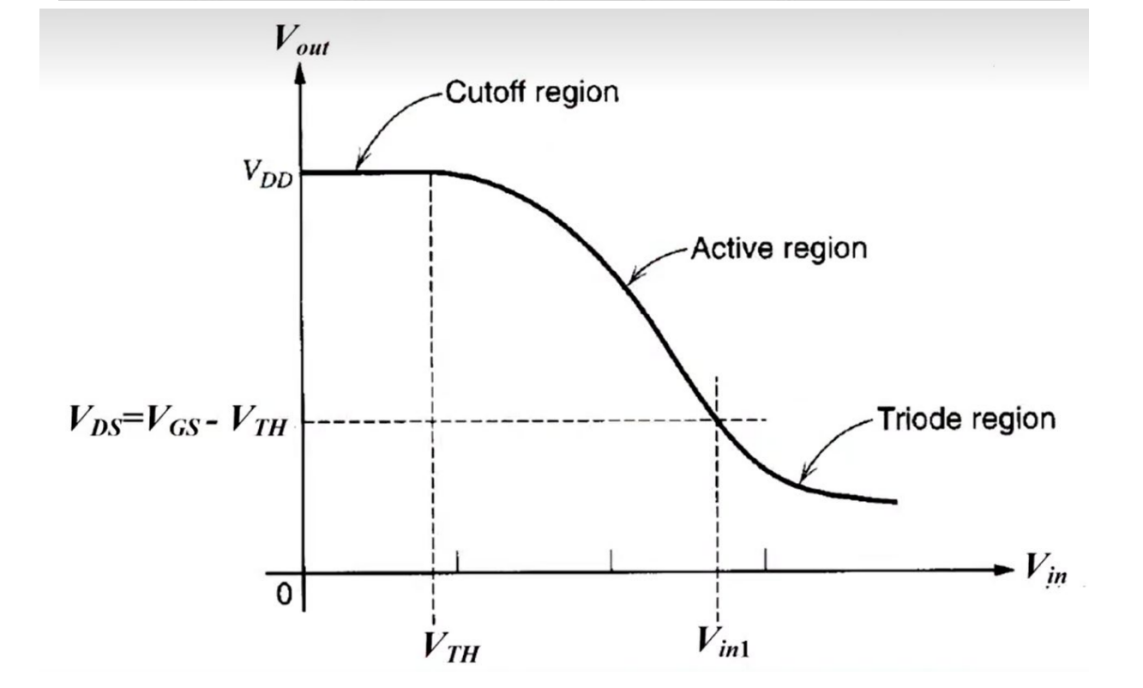 Vout
Cutoff region
VDD
Active region
VDS=VGS- VTH
Triode region
0
Vin
VTH
Vin1